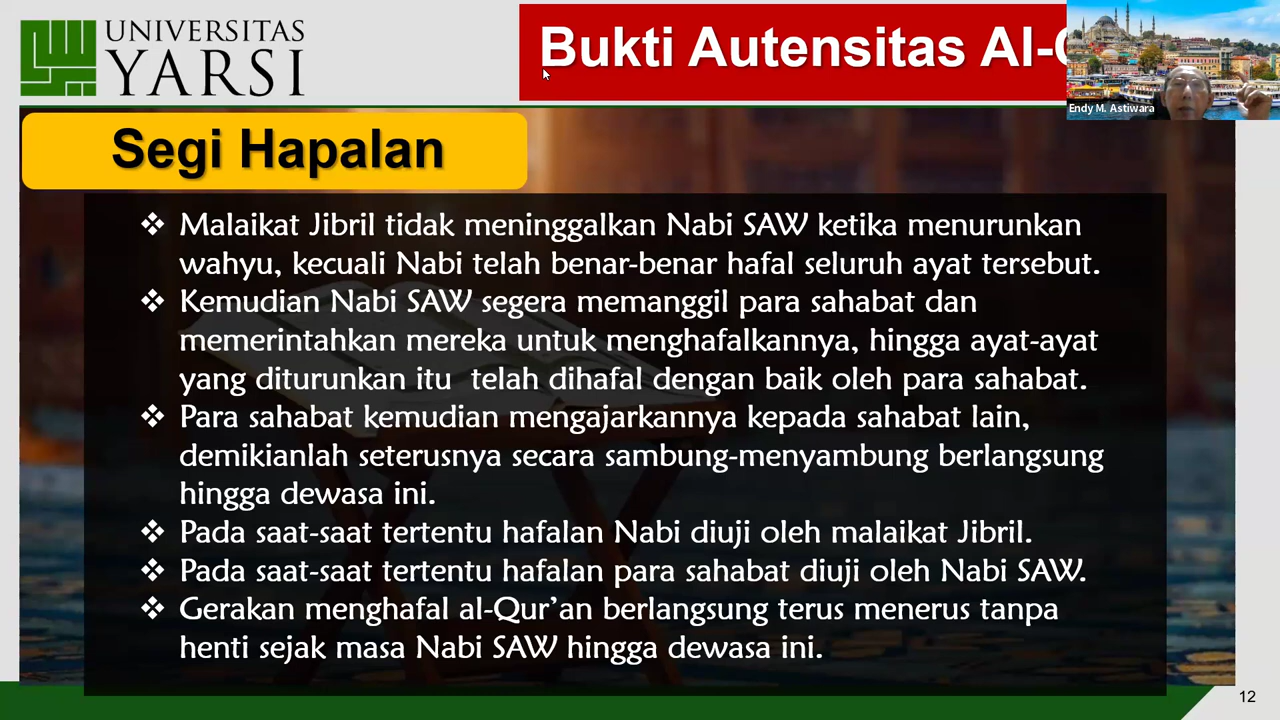 UNIVERSITAS
YARSI
Bukti Autensitas Al-
Endy M. Astiwara
Segi Hapalan
❖ Malaikat Jibril tidak meninggalkan Nabi SAW ketika menurunkan
wahyu, kecuali Nabi telah benar-benar hafal seluruh ayat tersebut.
❖ Kemudian Nabi SAW segera memanggil para sahabat dan
memerintahkan mereka untuk menghafalkannya, hingga ayat-ayat
yang diturunkan itu telah dihafal dengan baik oleh para sahabat.
❖ Para sahabat kemudian mengajarkannya kepada sahabat lain,
demikianlah seterusnya secara sambung-menyambung berlangsung
hingga dewasa ini.
❖ Pada saat-saat tertentu hafalan Nabi diuji oleh malaikat Jibril.
❖ Pada saat-saat tertentu hafalan para sahabat diuji oleh Nabi SAW.
❖ Gerakan menghafal al-Qur’an berlangsung terus menerus tanpa
henti sejak masa Nabi SAW hingga dewasa ini.
12